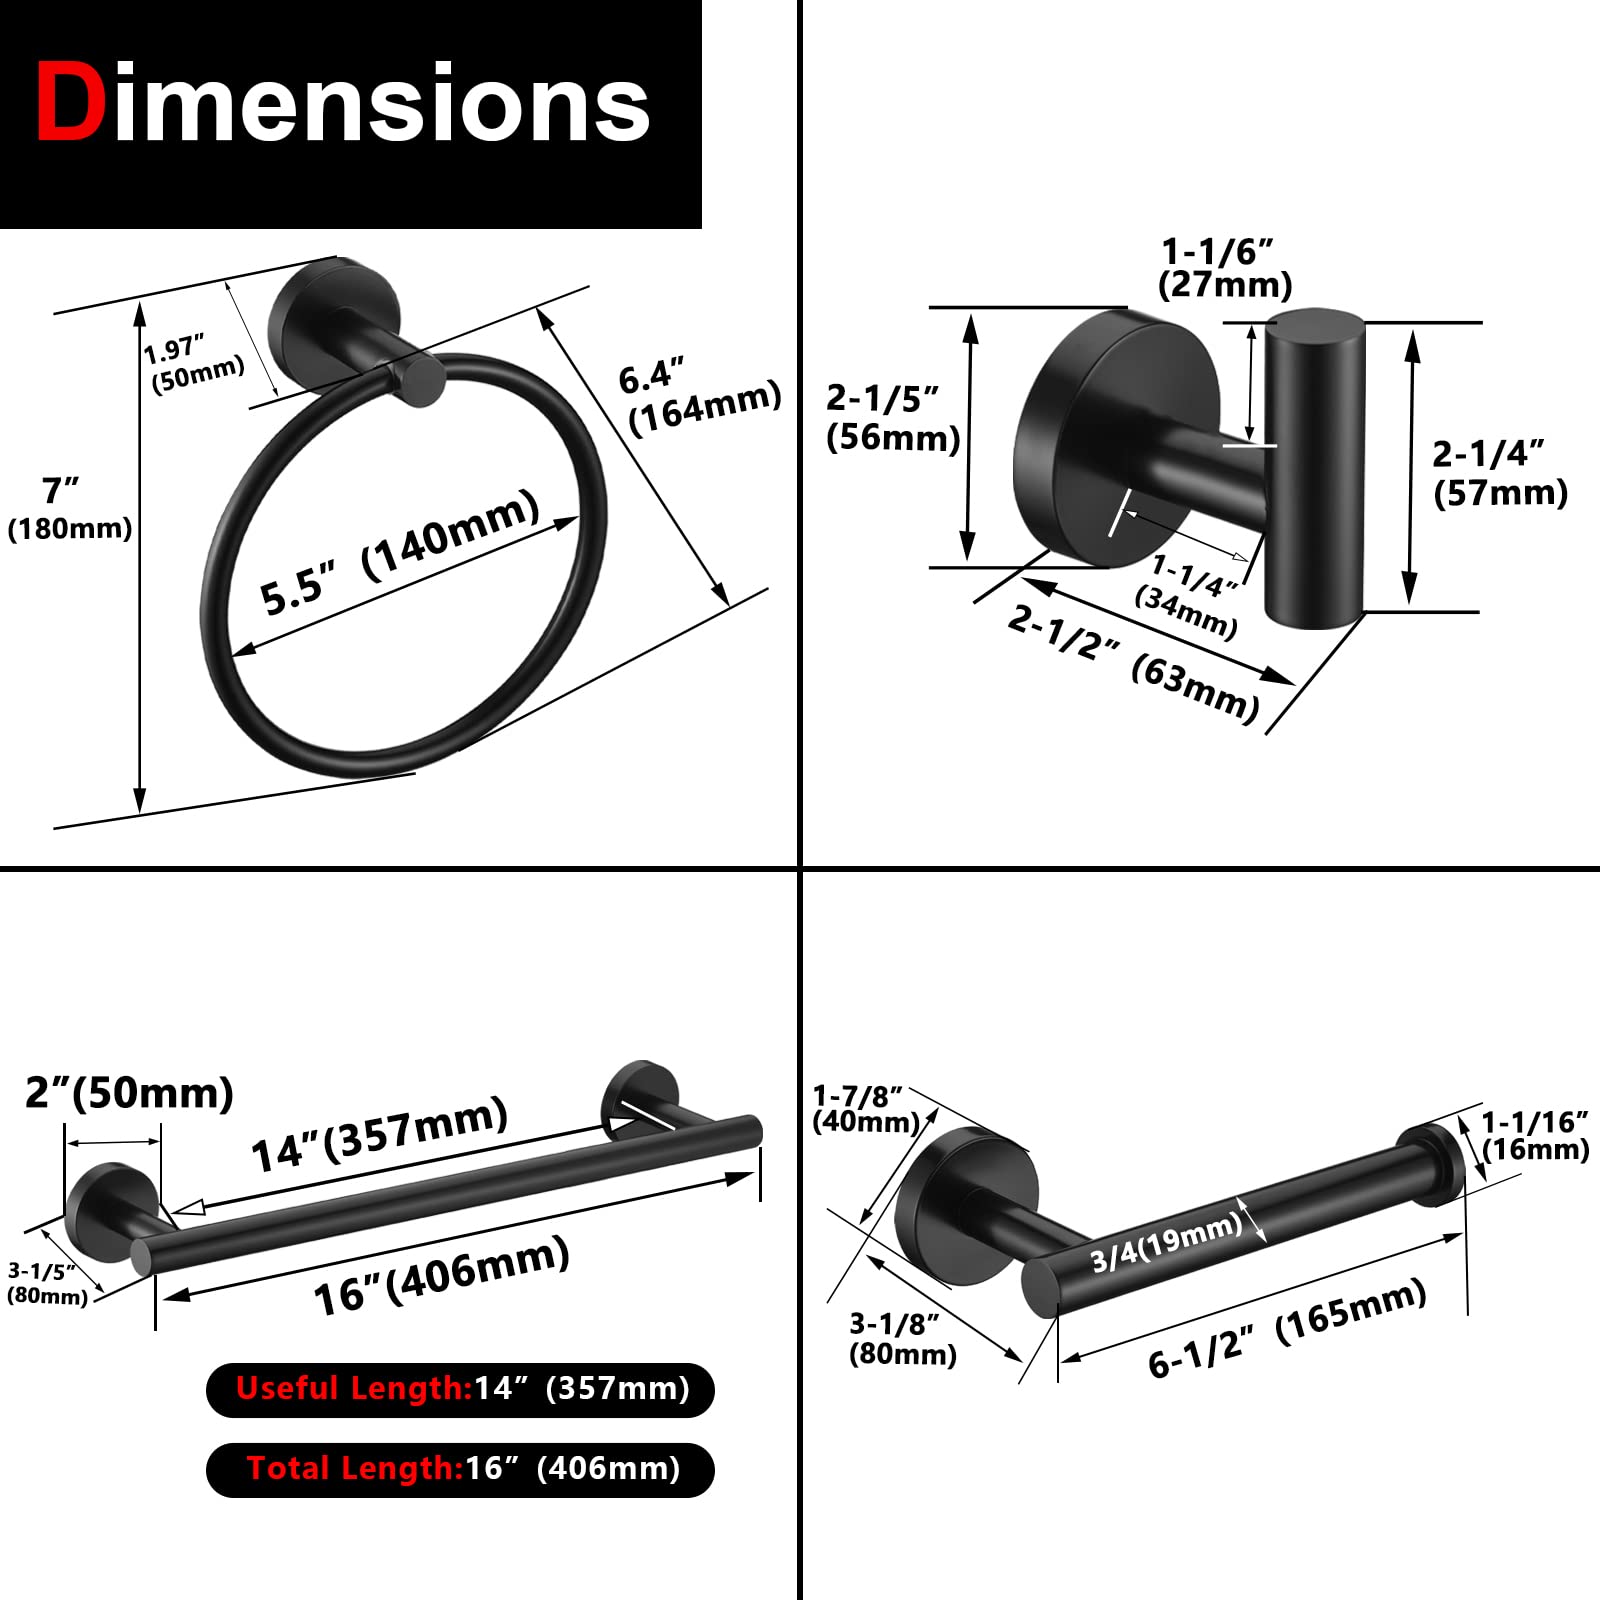 Dimensions
1.97”
(50mm)
7”
(180mm)
6.4”
(164mm)
5.5” (140mm)
1-1/6”
(27mm)
2-1/5”
(56mm)
2-1/4”
(57mm)
1-1/4”
(34mm)
2-1/2” (63mm)
2”(50mm)
14”(357mm)
3-1/5”
(80mm)
16”(406mm)
Useful Length:14” (357mm)
Total Length:16” (406mm)
1-7/8”
(40mm)
1-1/16”
(16mm)
3/4(19mm)
3-1/8”
(80mm)
6-1/2” (165mm)